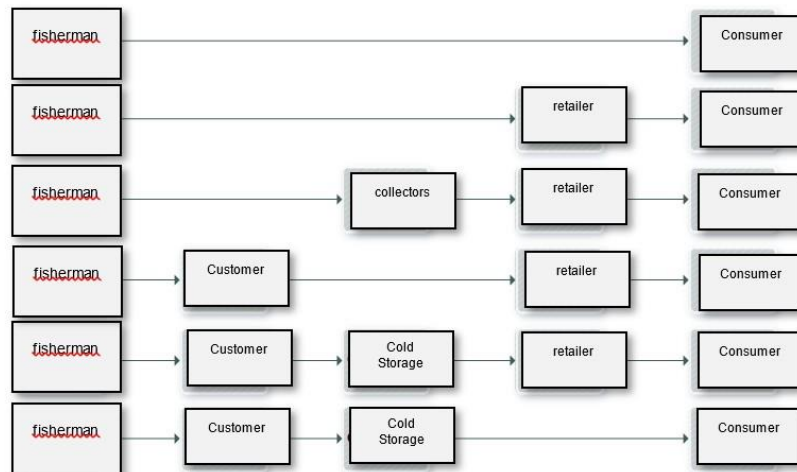 fisherman
Consumer
fisherman
retailer
Consumer
fisherman
collectors
retailer
Consumer
fisherman
Customer
retailer
Consumer
fisherman
Customer
Cold
Storage
retailer
Consumer
fisherman
Customer
Cold
Storage
Consumer